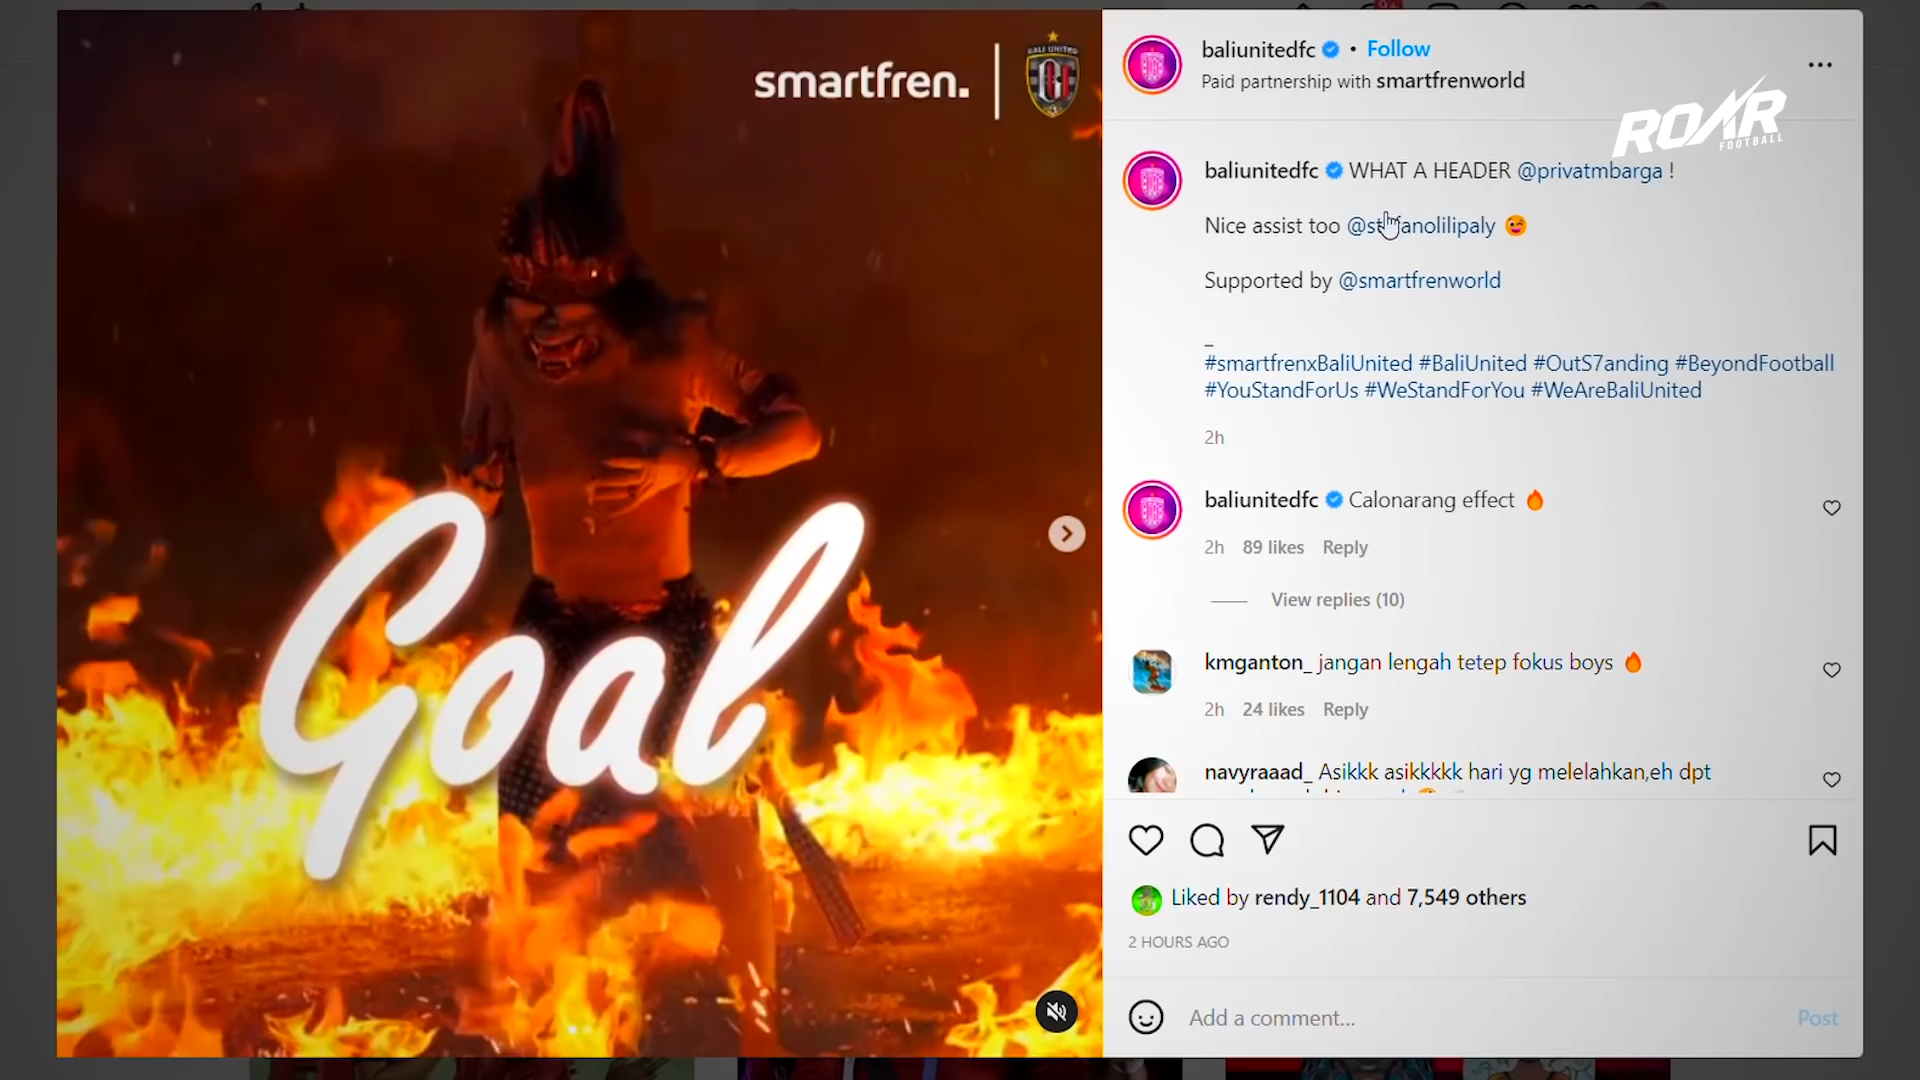 smartfren.
BALI UNITED
Goal
baliunitedfc • Follow
Paid partnership with smartfrenworld
ROAR
FOOTBALL
baliunitedfc WHAT A HEADER @privatmbarga !
Nice assist too
Supported by @smartfrenworld
_
#smartfrenxBaliUnited #BaliUnited #OutS7anding #BeyondFootball
#YouStandForUs #WeStandForYou #WeAreBaliUnited
2h
baliunitedfc Calonarang effect
2h 89 likes Reply
View replies (10)
kmganton_ jangan lengah tetep fokus boys
2h 24 likes Reply
navyraaad_ Asikkk asikkkkk hari yg melelahkan,eh dpt
Liked by rendy_1104 and 7,549 others
2 HOURS AGO
Add a comment...
Post